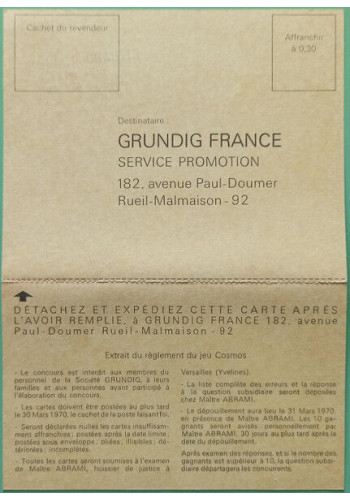 Cachet du revendeur
Affranchir
à 0,30
Destinataire :
GRUNDIG FRANCE
SERVICE PROMOTION
182, avenue Paul-Doumer
Rueil-Malmaison - 92
DÉTACHEZ ET EXPÉDIEZ CETTE CARTE APRÈS
L'AVOIR REMPLIE, à GRUNDIG FRANCE 182, avenue
Paul-Doumer Rueil-Malmaison - 92
Extrait du règlement du jeu Cosmos
- Le concours est interdit aux membres du
personnel de la Société GRUNDIG, à leurs
familles et aux personnes ayant participé à
l'élaboration du concours.
- Les cartes doivent être postées au plus tard
le 30 Mars 1970, le cachet de la poste faisant foi.
- Seront déclarées nulles les cartes insuffisam-
ment affranchies ; postées après la date limite ;
postées sous enveloppe ; pliées ; illisibles ; dé-
tériorées ; incomplètes.
- Toutes les cartes seront soumises à l'examen
de Maître ABRAMI, huissier de justice à
Versailles (Yvelines).
- La liste complète des erreurs et la réponse
à la question subsidiaire seront déposées
chez Maître ABRAMI.
- Le dépouillement aura lieu le 31 Mars 1970,
en présence de Maître ABRAMI. Les 10 ga-
gnants seront avisés personnellement par
Maître ABRAMI, 30 jours au plus tard après la
date du dépouillement.
Après examen des réponses, et si le nombre des
gagnants est supérieur à 10, la question subsi-
diaire départagera les concurrents.